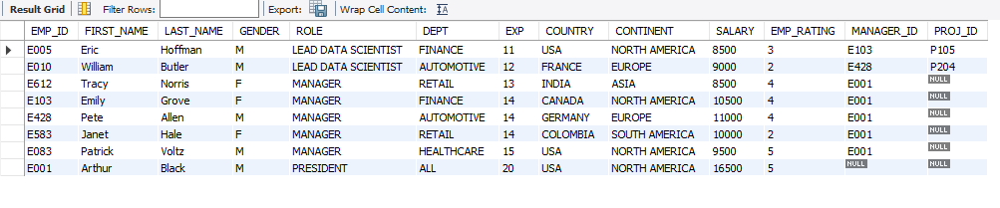 Result Grid Filter Rows: Export: Wrap Cell Content: IA
EMP_ID FIRST_NAME LAST_NAME GENDER ROLE DEPT EXP COUNTRY CONTINENT SALARY EMP_RATING MANAGER_ID PROJ_ID
E005 Eric Hoffman M LEAD DATA SCIENTIST FINANCE 11 USA NORTH AMERICA 8500 3 E103 P105
E010 William Butler M LEAD DATA SCIENTIST AUTOMOTIVE 12 FRANCE EUROPE 9000 2 E428 P204
E612 Tracy Norris F MANAGER RETAIL 13 INDIA ASIA 8500 4 E001 NULL
E103 Emily Grove F MANAGER FINANCE 14 CANADA NORTH AMERICA 10500 4 E001 NULL
E428 Pete Allen M MANAGER AUTOMOTIVE 14 GERMANY EUROPE 11000 4 E001 NULL
E583 Janet Hale F MANAGER RETAIL 14 COLOMBIA SOUTH AMERICA 10000 2 E001 NULL
E083 Patrick Voltz M MANAGER HEALTHCARE 15 USA NORTH AMERICA 9500 5 E001 NULL
E001 Arthur Black M PRESIDENT ALL 20 USA NORTH AMERICA 16500 5 NULL NULL